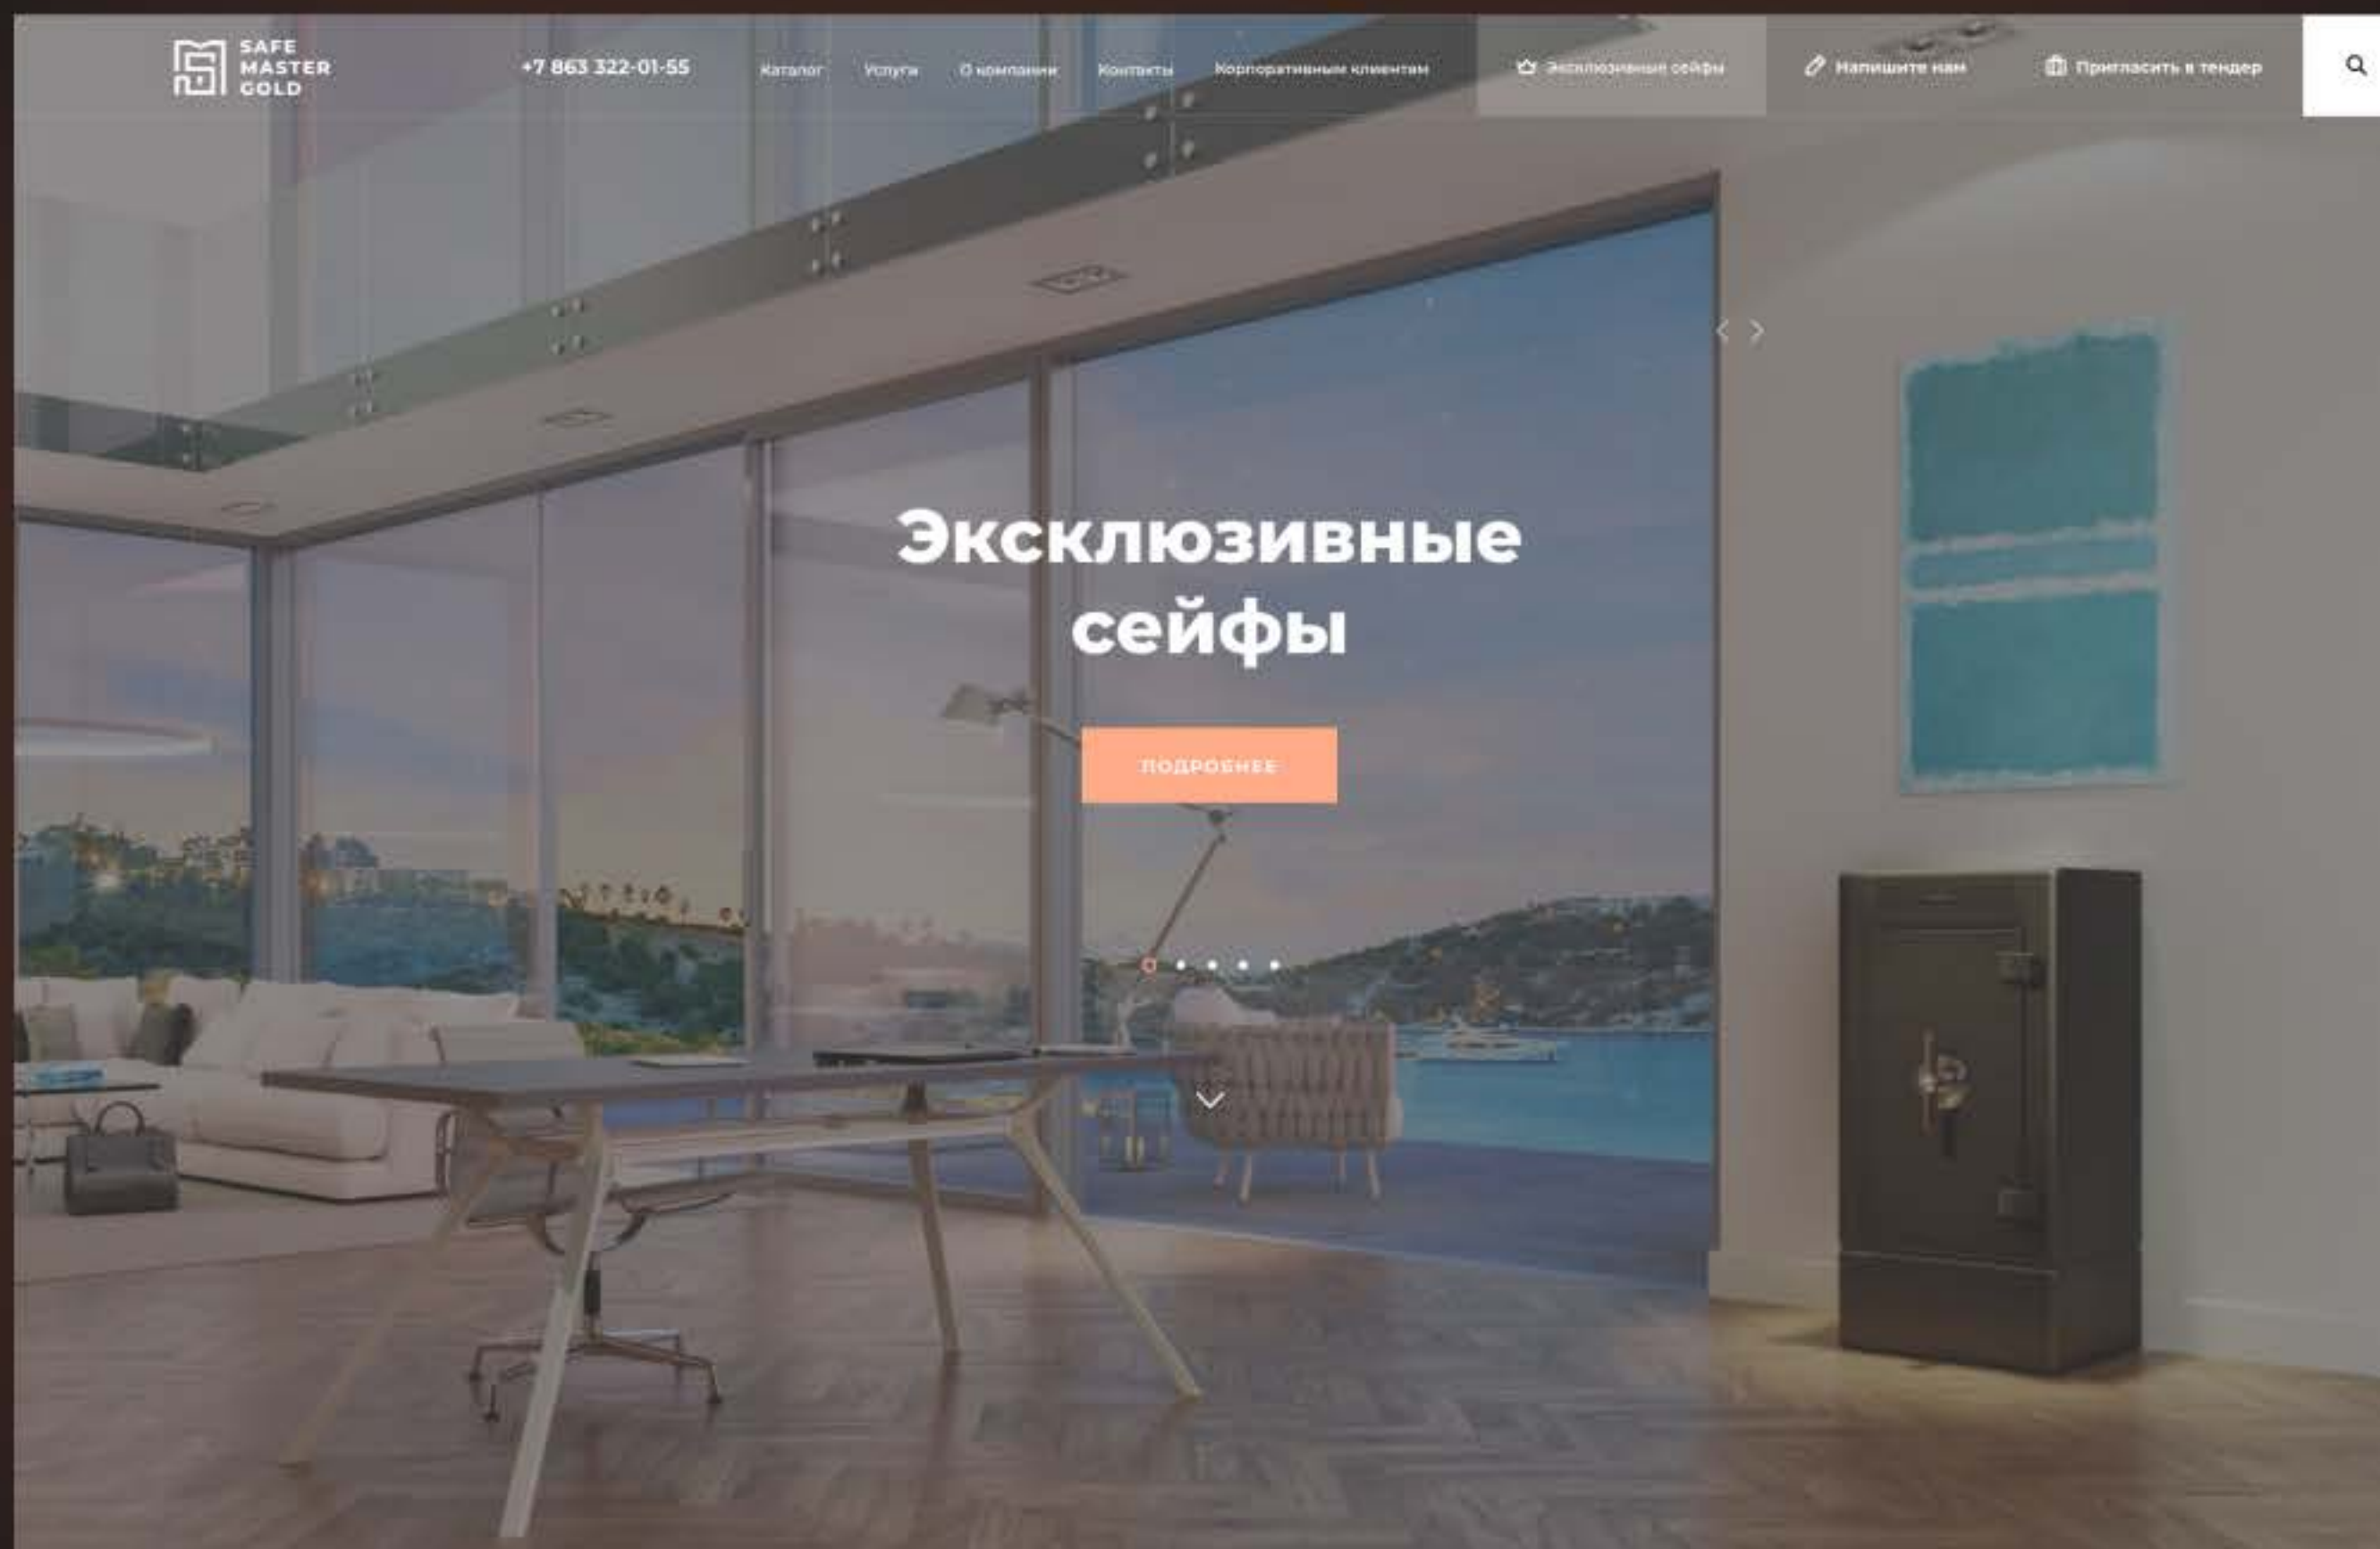 SAFE
MASTER
GOLD
+7 863 322-01-55
Каталог
Услуги
О компании
Контакты
Корпоративным клиентам
Эксклюзивные сейфы
Напишите нам
Пригласить в тендер
Эксклюзивные
сейфы
ПОДРОБНЕЕ